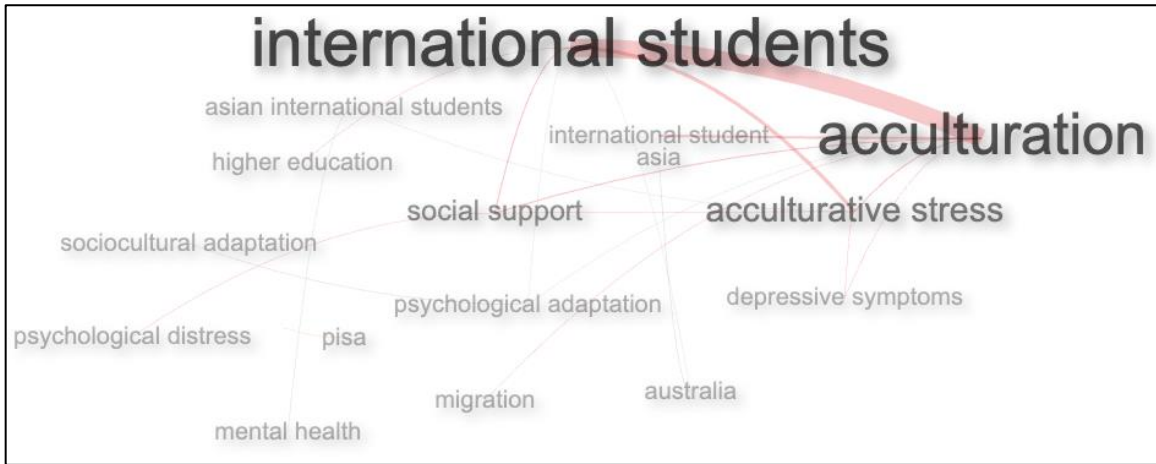 international students
asian international students
international student
acculturation
asia
higher education
social support
acculturative stress
sociocultural adaptation
psychological adaptation
depressive symptoms
psychological distress
pisa
migration
australia
mental health